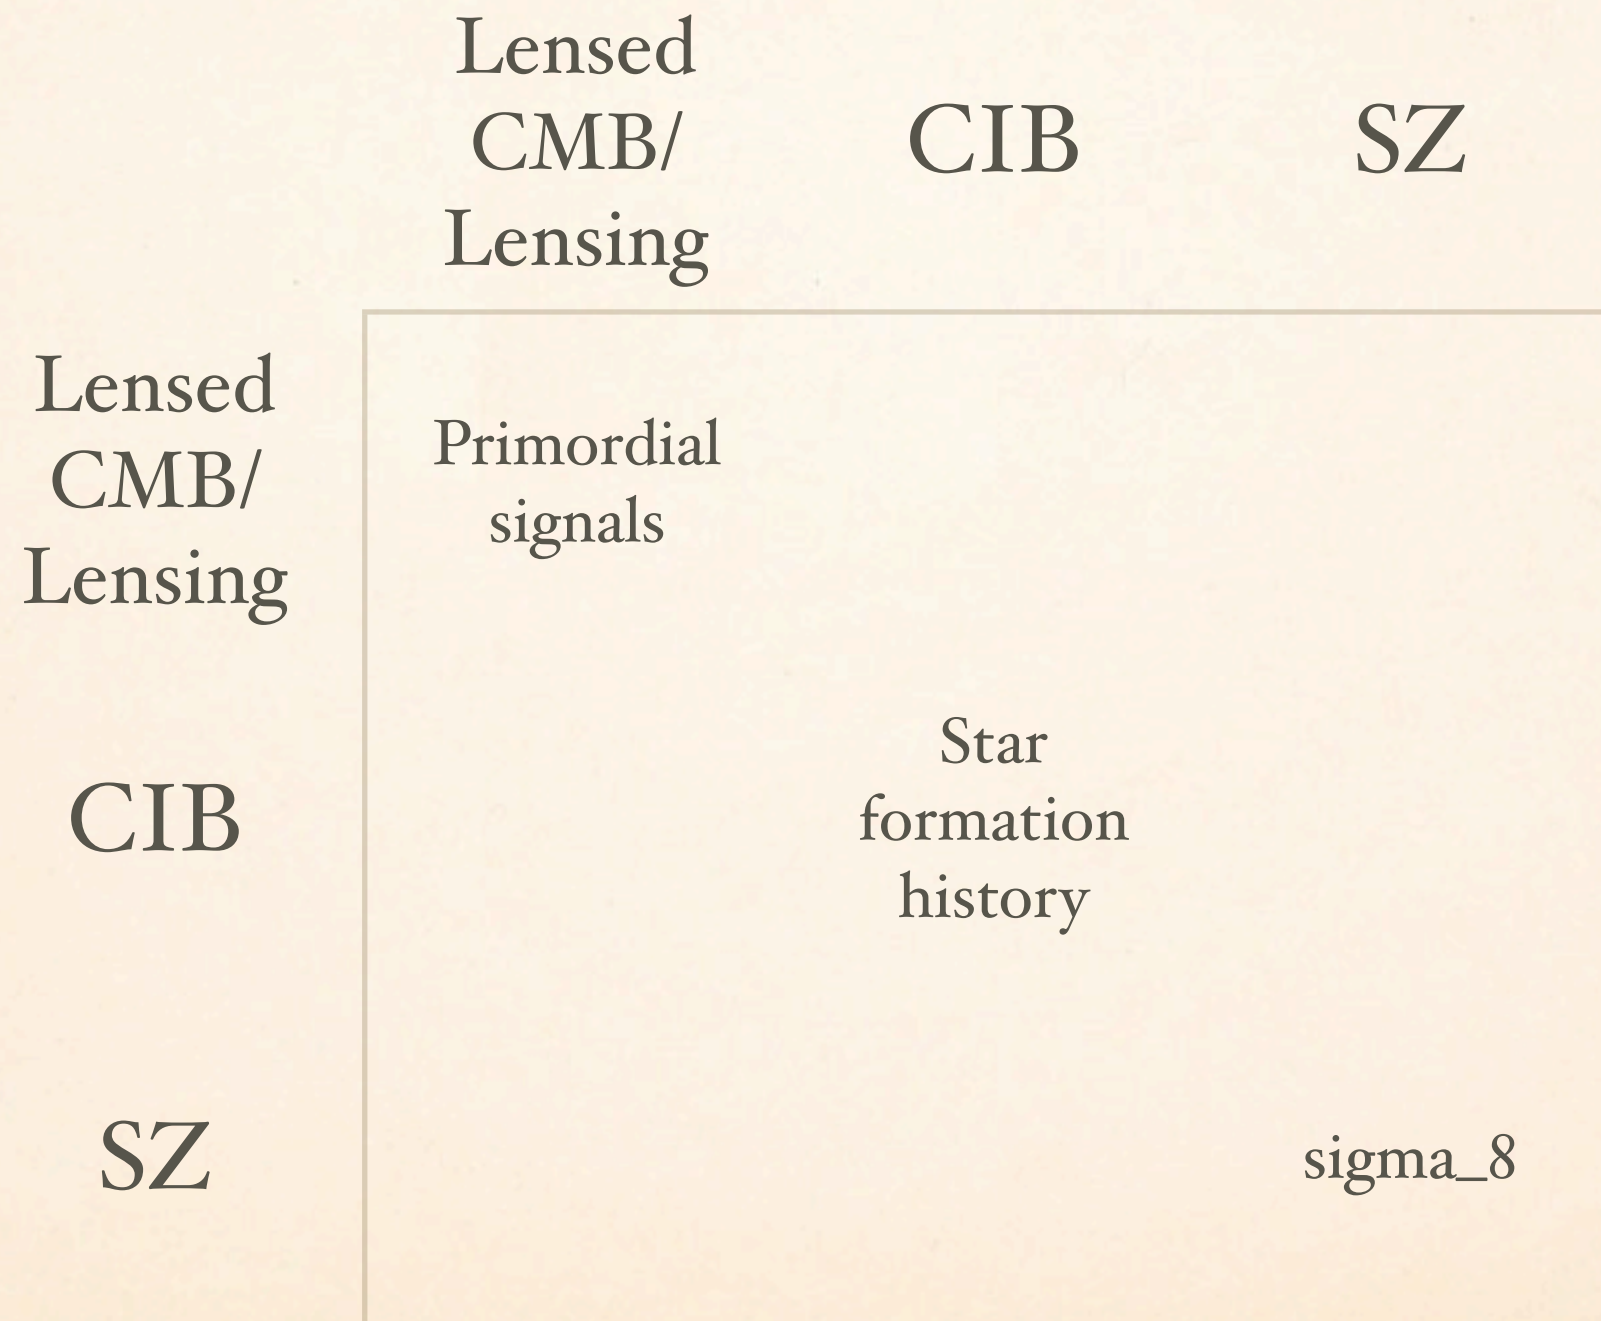 Lensed
CMB/
Lensing
CIB
SZ
Lensed
CMB/
Lensing
Primordial
signals
CIB
Star
formation
history
SZ
sigma_8